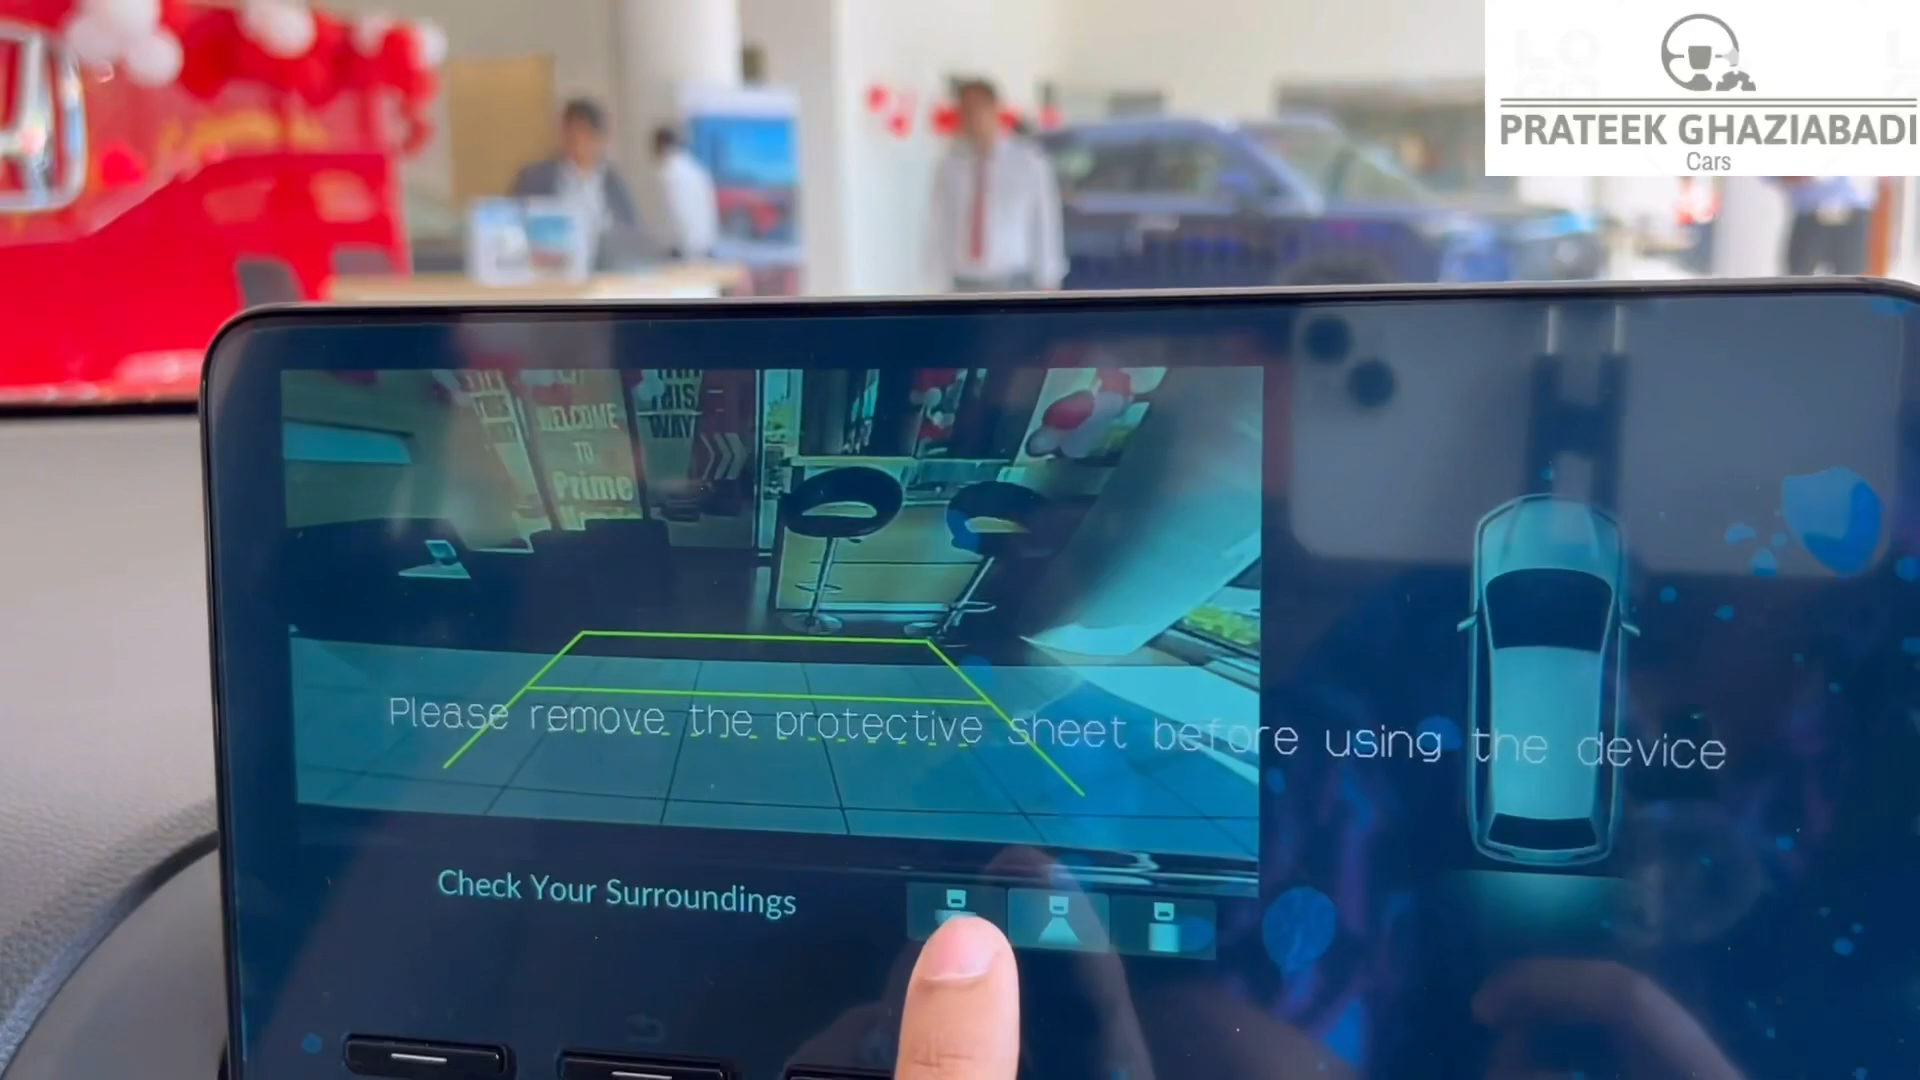 PRATEEK GHAZIABADI
Cars
WELCOME
TO
Prime
THIS
WAY
Please remove the protective sheet before using the device
Check Your Surroundings